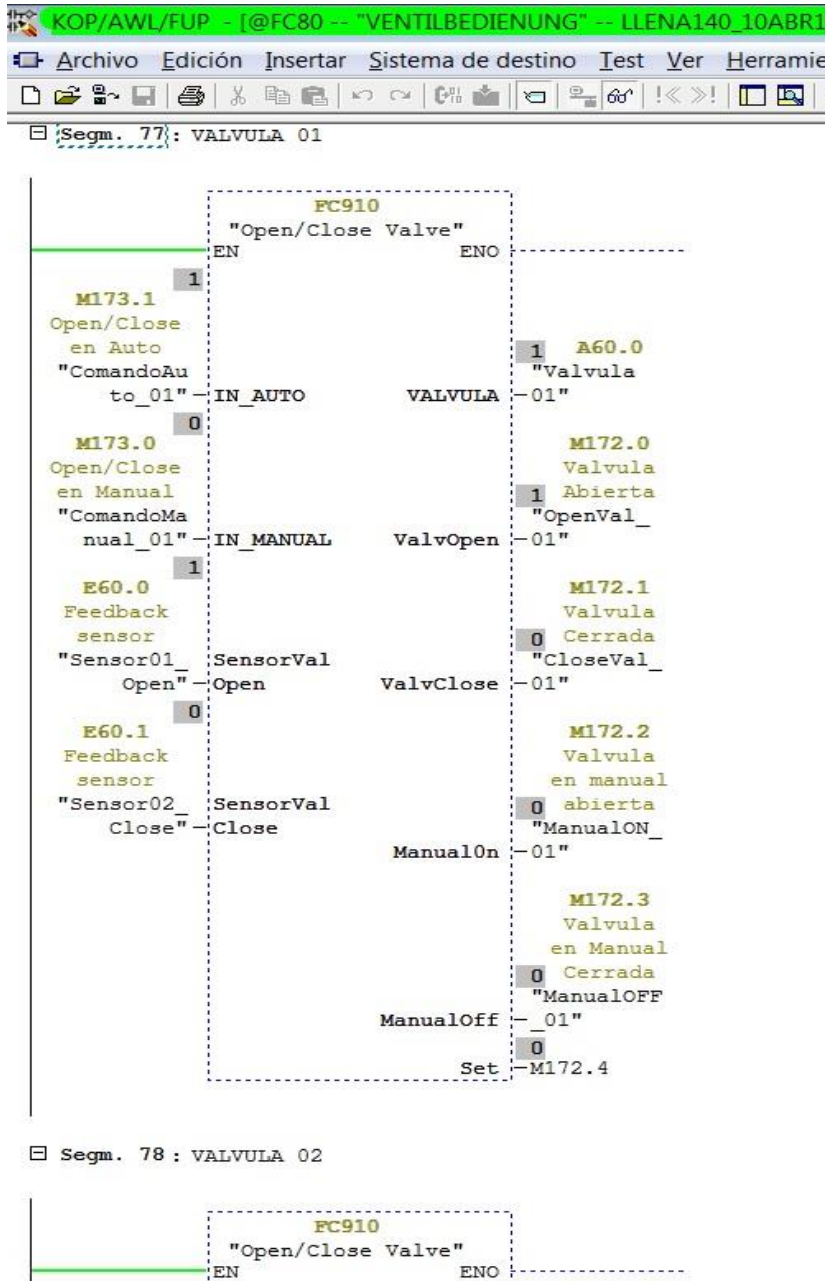 KOP/AWL/FUP - [@FC80 -- "VENTILBEDIENUNG" -- LLENA140_10ABR1
Archivo Edición Insertar Sistema de destino Test Ver Herramie
Segm. 77: VALVULA 01
FC910
"Open/Close Valve"
EN ENO
1
M173.1
Open/Close
en Auto
"ComandoAu
to_01" IN_AUTO
1 A60.0
"Valvula
VALVULA 01"
0
M173.0
Open/Close
en Manual
"ComandoMa
nual_01" IN_MANUAL
M172.0
Valvula
1 Abierta
"OpenVal_
ValvOpen 01"
1
E60.0
Feedback
sensor
"Sensor01_ SensorVal
Open" Open
M172.1
Valvula
0 Cerrada
"CloseVal_
ValvClose 01"
0
E60.1
Feedback
sensor
"Sensor02_ SensorVal
Close" Close
M172.2
Valvula
en manual
0 abierta
"ManualON_
ManualOn 01"
M172.3
Valvula
en Manual
0 Cerrada
"ManualOFF
ManualOff _01"
0
Set M172.4
Segm. 78 : VALVULA 02
FC910
"Open/Close Valve"
EN ENO